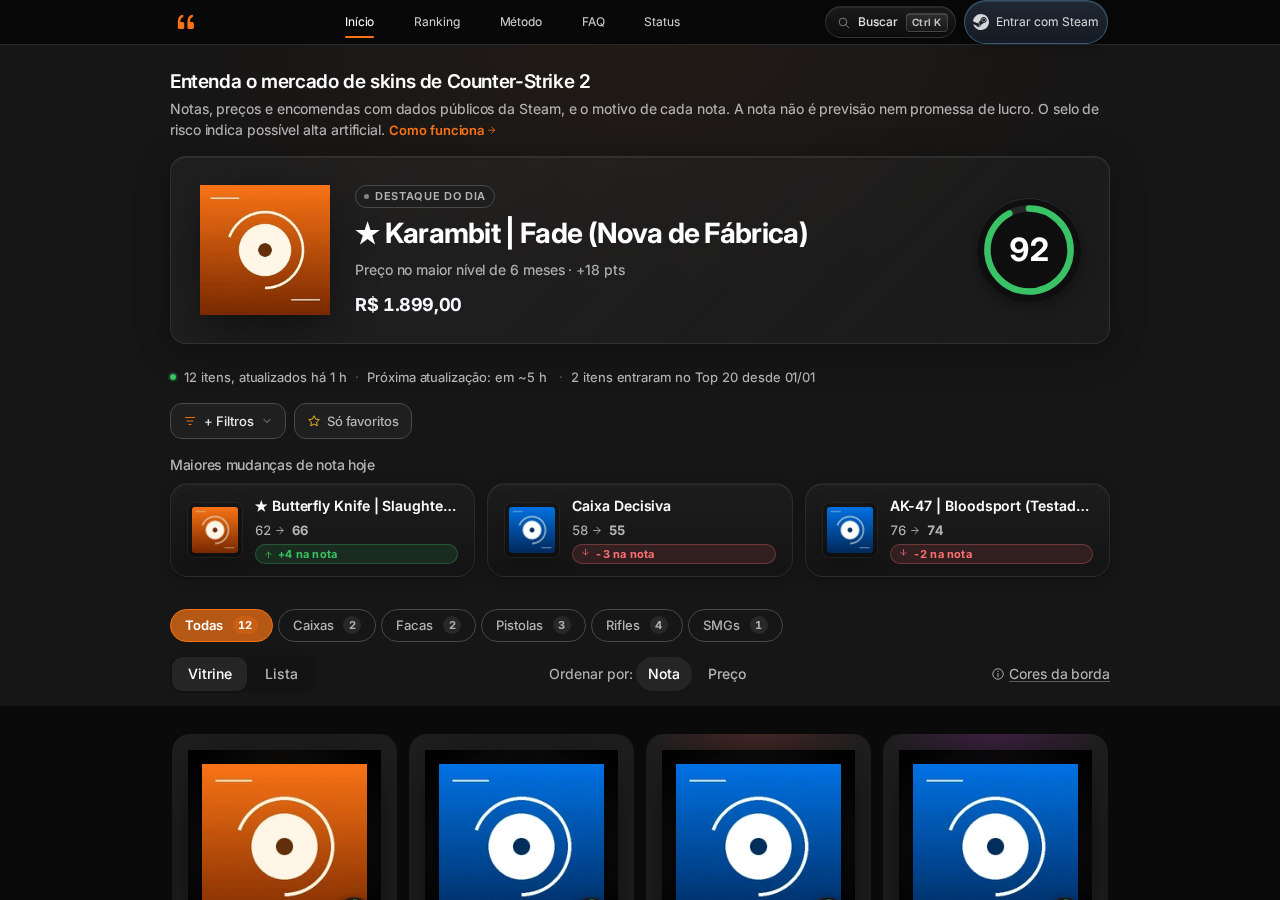 Início
Ranking
Método
FAQ
Status
Buscar
Ctrl K
Entrar com Steam
Entenda o mercado de skins de Counter-Strike 2
Notas, preços e encomendas com dados públicos da Steam, e o motivo de cada nota. A nota não é previsão nem promessa de lucro. O selo de
risco indica possível alta artificial. Como funciona →
DESTAQUE DO DIA
★ Karambit | Fade (Nova de Fábrica)
Preço no maior nível de 6 meses · +18 pts
R$ 1.899,00
92
12 itens, atualizados há 1 h · Próxima atualização: em ~5 h · 2 itens entraram no Top 20 desde 01/01
+ Filtros
Só favoritos
Maiores mudanças de nota hoje
★ Butterfly Knife | Slaughte...
62 → 66
↑ +4 na nota
Caixa Decisiva
58 → 55
↓ -3 na nota
AK-47 | Bloodsport (Testad...
76 → 74
↓ -2 na nota
Todas 12
Caixas 2
Facas 2
Pistolas 3
Rifles 4
SMGs 1
Vitrine
Lista
Ordenar por: Nota Preço
Cores da borda